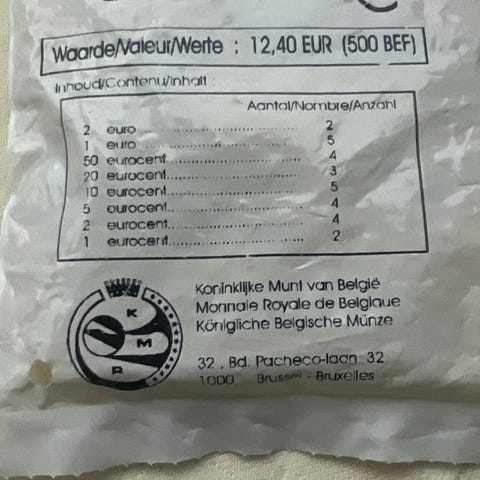 Waarde/Valeur/Werte : 12,40 EUR (500 BEF)
Inhoud/Contenu/Inhalt :
Aantal/Nombre/Anzahl
2 euro 2
1 euro 5
50 eurocent 4
20 eurocent 3
10 eurocent 5
5 eurocent 4
2 eurocent 4
1 eurocent 2
Koninklijke Munt van België
Monnaie Royale de Belgique
Königliche Belgische Münze
K
M
R
32 , Bd. Pacheco-laan 32
1000 Brussel - Bruxelles